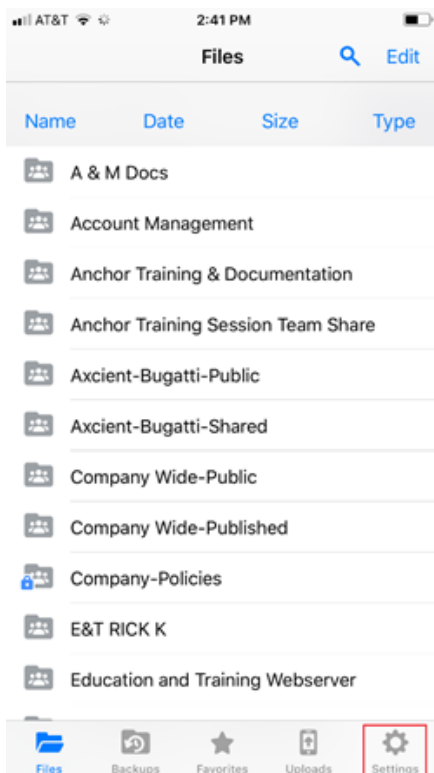 AT&T 2:41 PM
Files Edit
Name Date Size Type
A & M Docs
Account Management
Anchor Training & Documentation
Anchor Training Session Team Share
Axcient-Bugatti-Public
Axcient-Bugatti-Shared
Company Wide-Public
Company Wide-Published
Company-Policies
E&T RICK K
Education and Training Webserver
Files Backups Favorites Uploads Settings